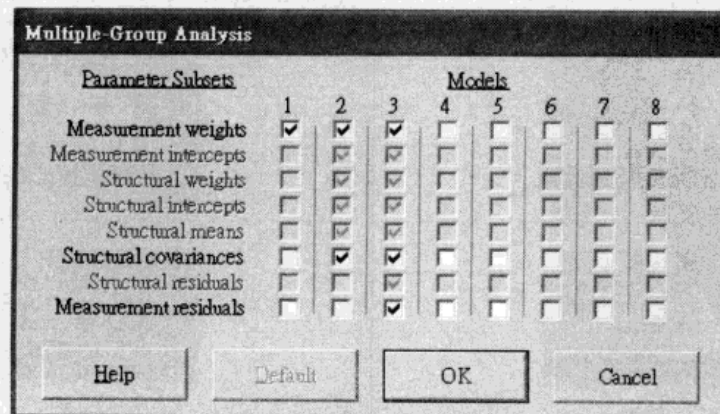 Multiple-Group Analysis
Parameter Subsets Models
1 2 3 4 5 6 7 8
Measurement weights
Measurement intercepts
Structural weights
Structural intercepts
Structural means
Structural covariances
Structural residuals
Measurement residuals
Help Default OK Cancel